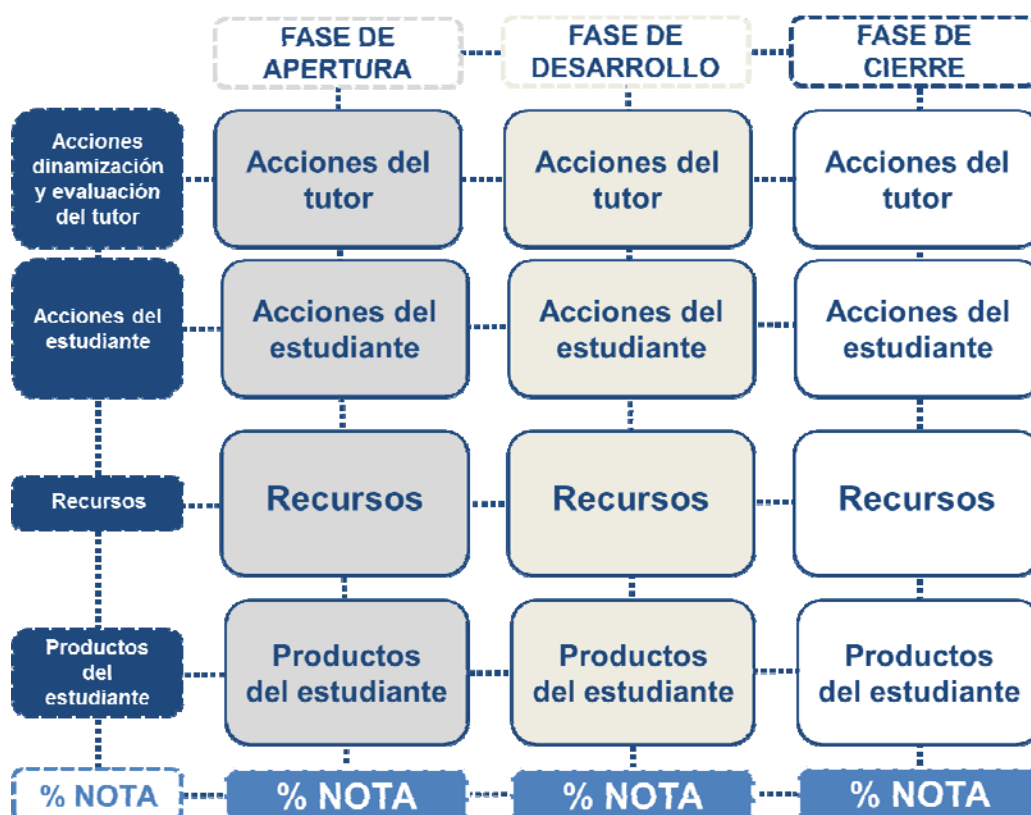 FASE DE
APERTURA
FASE DE
DESARROLLO
FASE DE
CIERRE
Acciones
dinamización
y evaluación
del tutor
Acciones del
tutor
Acciones del
tutor
Acciones del
tutor
Acciones del
estudiante
Acciones del
estudiante
Acciones del
estudiante
Acciones del
estudiante
Recursos
Recursos
Recursos
Recursos
Productos
del
estudiante
Productos
del estudiante
Productos
del estudiante
Productos
del estudiante
% NOTA
% NOTA
% NOTA
% NOTA